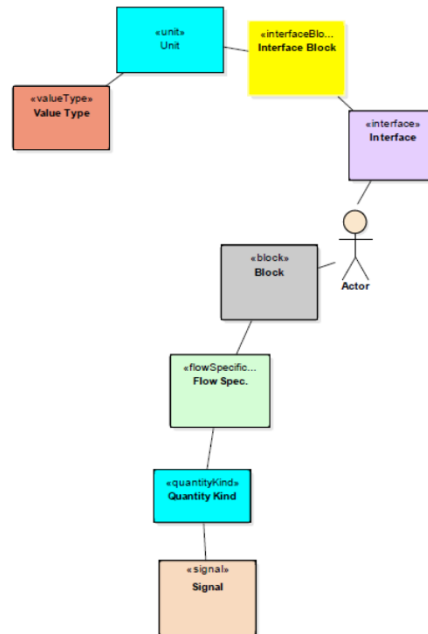 «unit»
Unit
«interfaceBlo...
Interface Block
«valueType»
Value Type
«interface»
Interface
Actor
«block»
Block
«flowSpecific...
Flow Spec.
«quantityKind»
Quantity Kind
«signal»
Signal